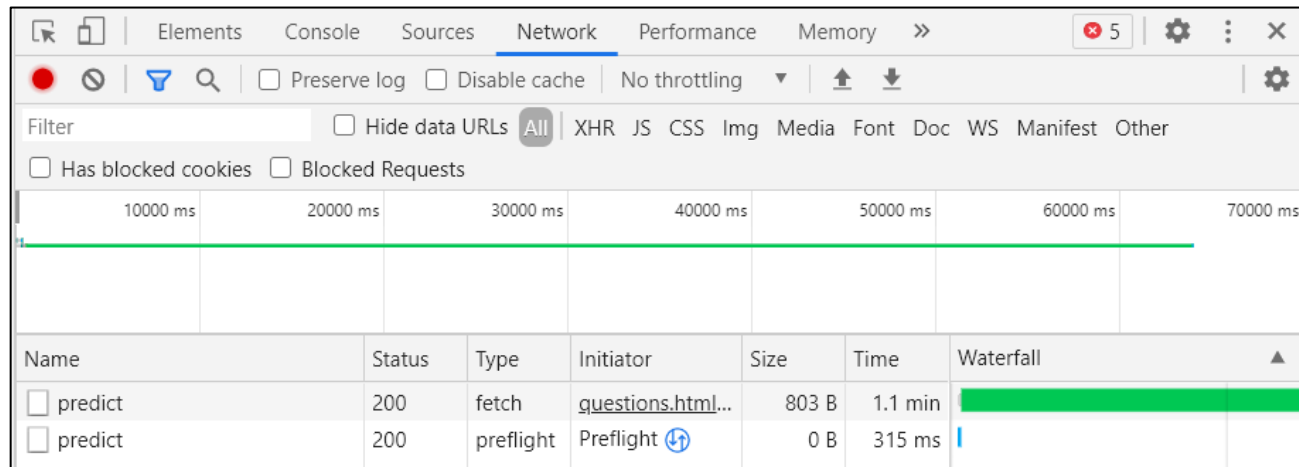 Elements Console Sources Network Performance Memory » 5
Preserve log Disable cache No throttling
Filter Hide data URLs All XHR JS CSS Img Media Font Doc WS Manifest Other
Has blocked cookies Blocked Requests
10000 ms 20000 ms 30000 ms 40000 ms 50000 ms 60000 ms 70000 ms
Name Status Type Initiator Size Time Waterfall
predict 200 fetch questions.html... 803 B 1.1 min
predict 200 preflight Preflight 0 B 315 ms